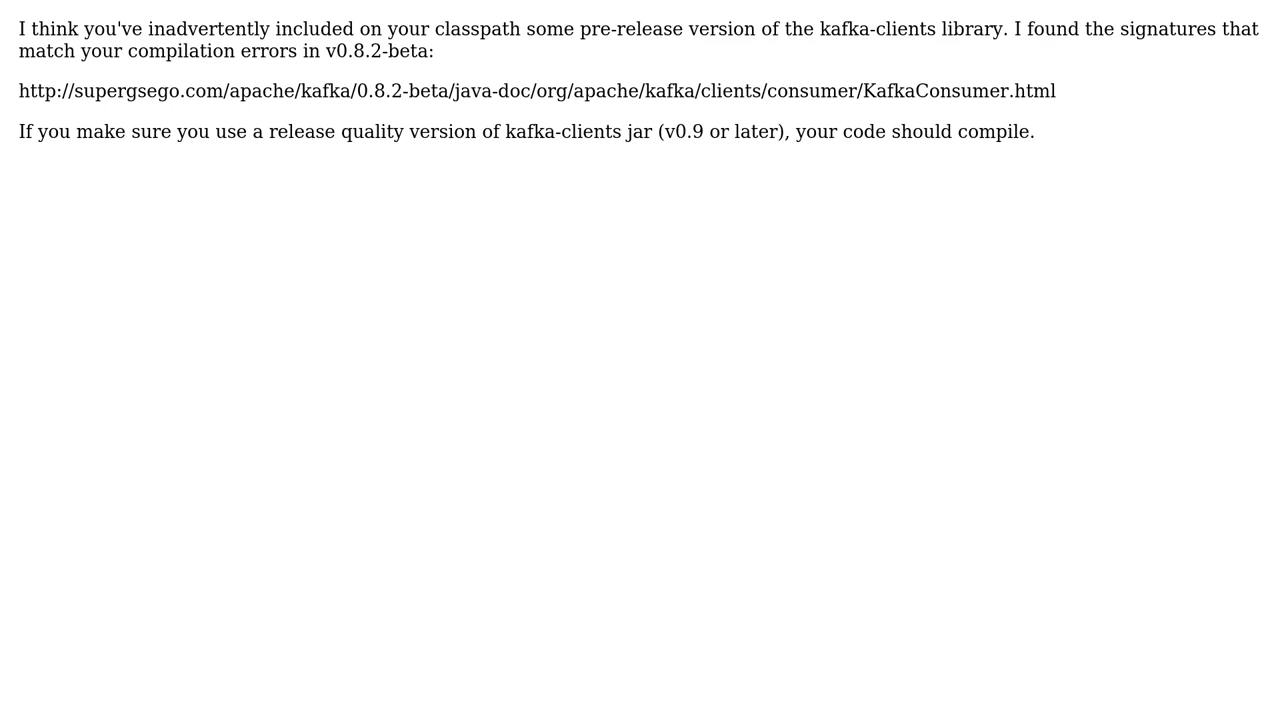 I think you've inadvertently included on your classpath some pre-release version of the kafka-clients library. I found the signatures that
match your compilation errors in v0.8.2-beta:
http://supergsego.com/apache/kafka/0.8.2-beta/java-doc/org/apache/kafka/clients/consumer/KafkaConsumer.html
If you make sure you use a release quality version of kafka-clients jar (v0.9 or later), your code should compile.